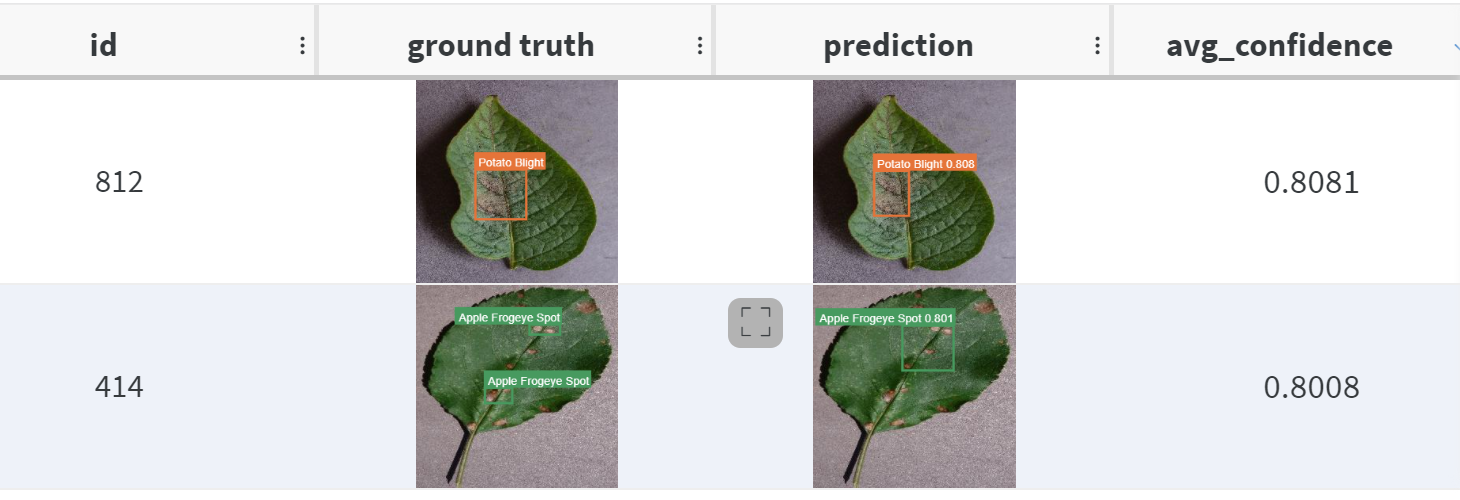 id ground truth prediction avg_confidence
Potato Blight Potato Blight 0.808
812 0.8081
Apple Frogeye Spot Apple Frogeye Spot 0.801
Apple Frogeye Spot
414 0.8008